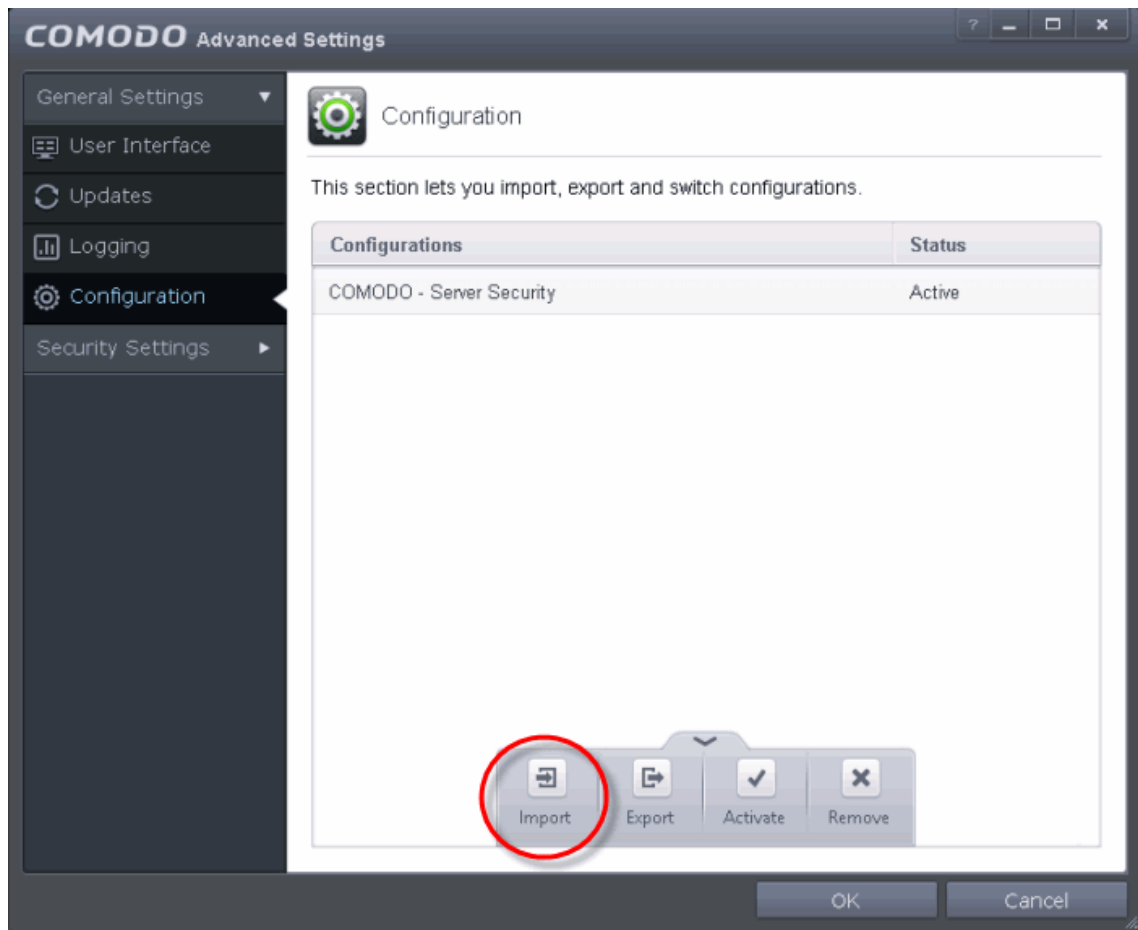 COMODO Advanced Settings
?
General Settings
User Interface
Updates
Logging
Configuration
Security Settings
Configuration
This section lets you import, export and switch configurations.
Configurations Status
COMODO - Server Security Active
Import Export Activate Remove
OK Cancel